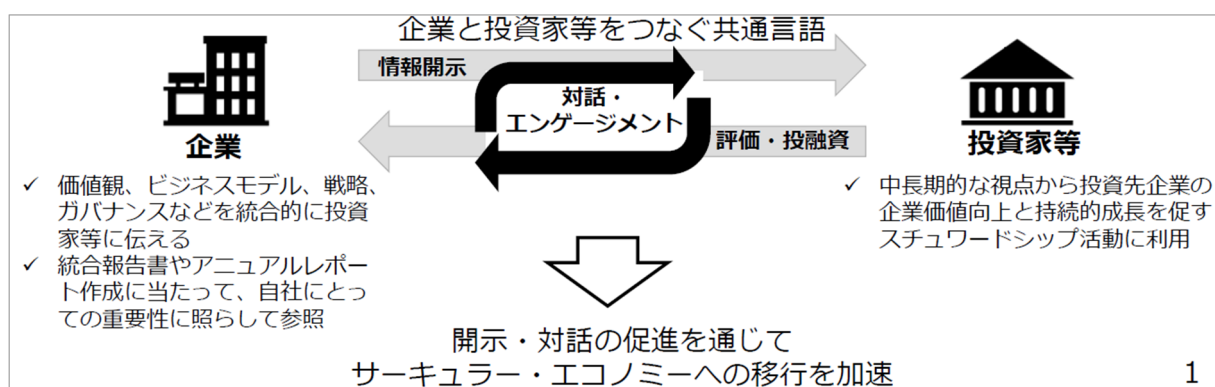 企業と投資家等をつなぐ共通言語
情報開示
対話・
エンゲージメント
評価・投融資
企業
投資家等
✓ 価値観、ビジネスモデル、戦略、
ガバナンスなどを統合的に投資
家等に伝える
✓ 統合報告書やアニュアルレポー
ト作成に当たって、自社にとっ
ての重要性に照らして参照
✓ 中長期的な視点から投資先企業の
企業価値向上と持続的成長を促す
スチュワードシップ活動に利用
開示・対話の促進を通じて
サーキュラー・エコノミーへの移行を加速
1